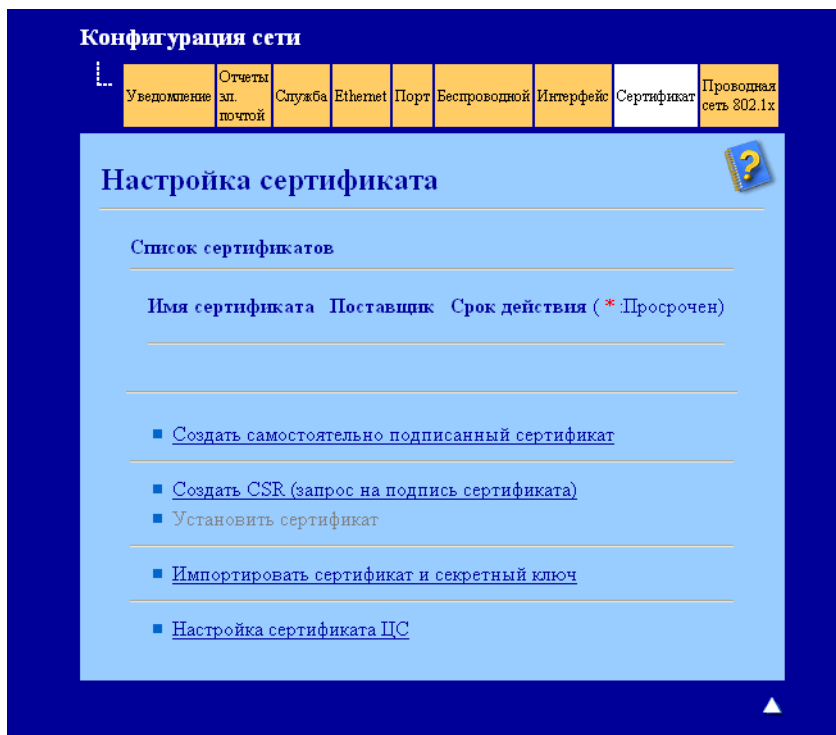 Конфигурация сети
Уведомление
Отчеты
эл.
почтой
Служба
Ethernet
Порт
Беспроводной
Интерфейс
Сертификат
Проводная
сеть 802.1x
Настройка сертификата
?
Список сертификатов
Имя сертификата Поставщик Срок действия ( * :Просрочен)
Создать самостоятельно подписанный сертификат
Создать CSR (запрос на подпись сертификата)
Установить сертификат
Импортировать сертификат и секретный ключ
Настройка сертификата ЦС